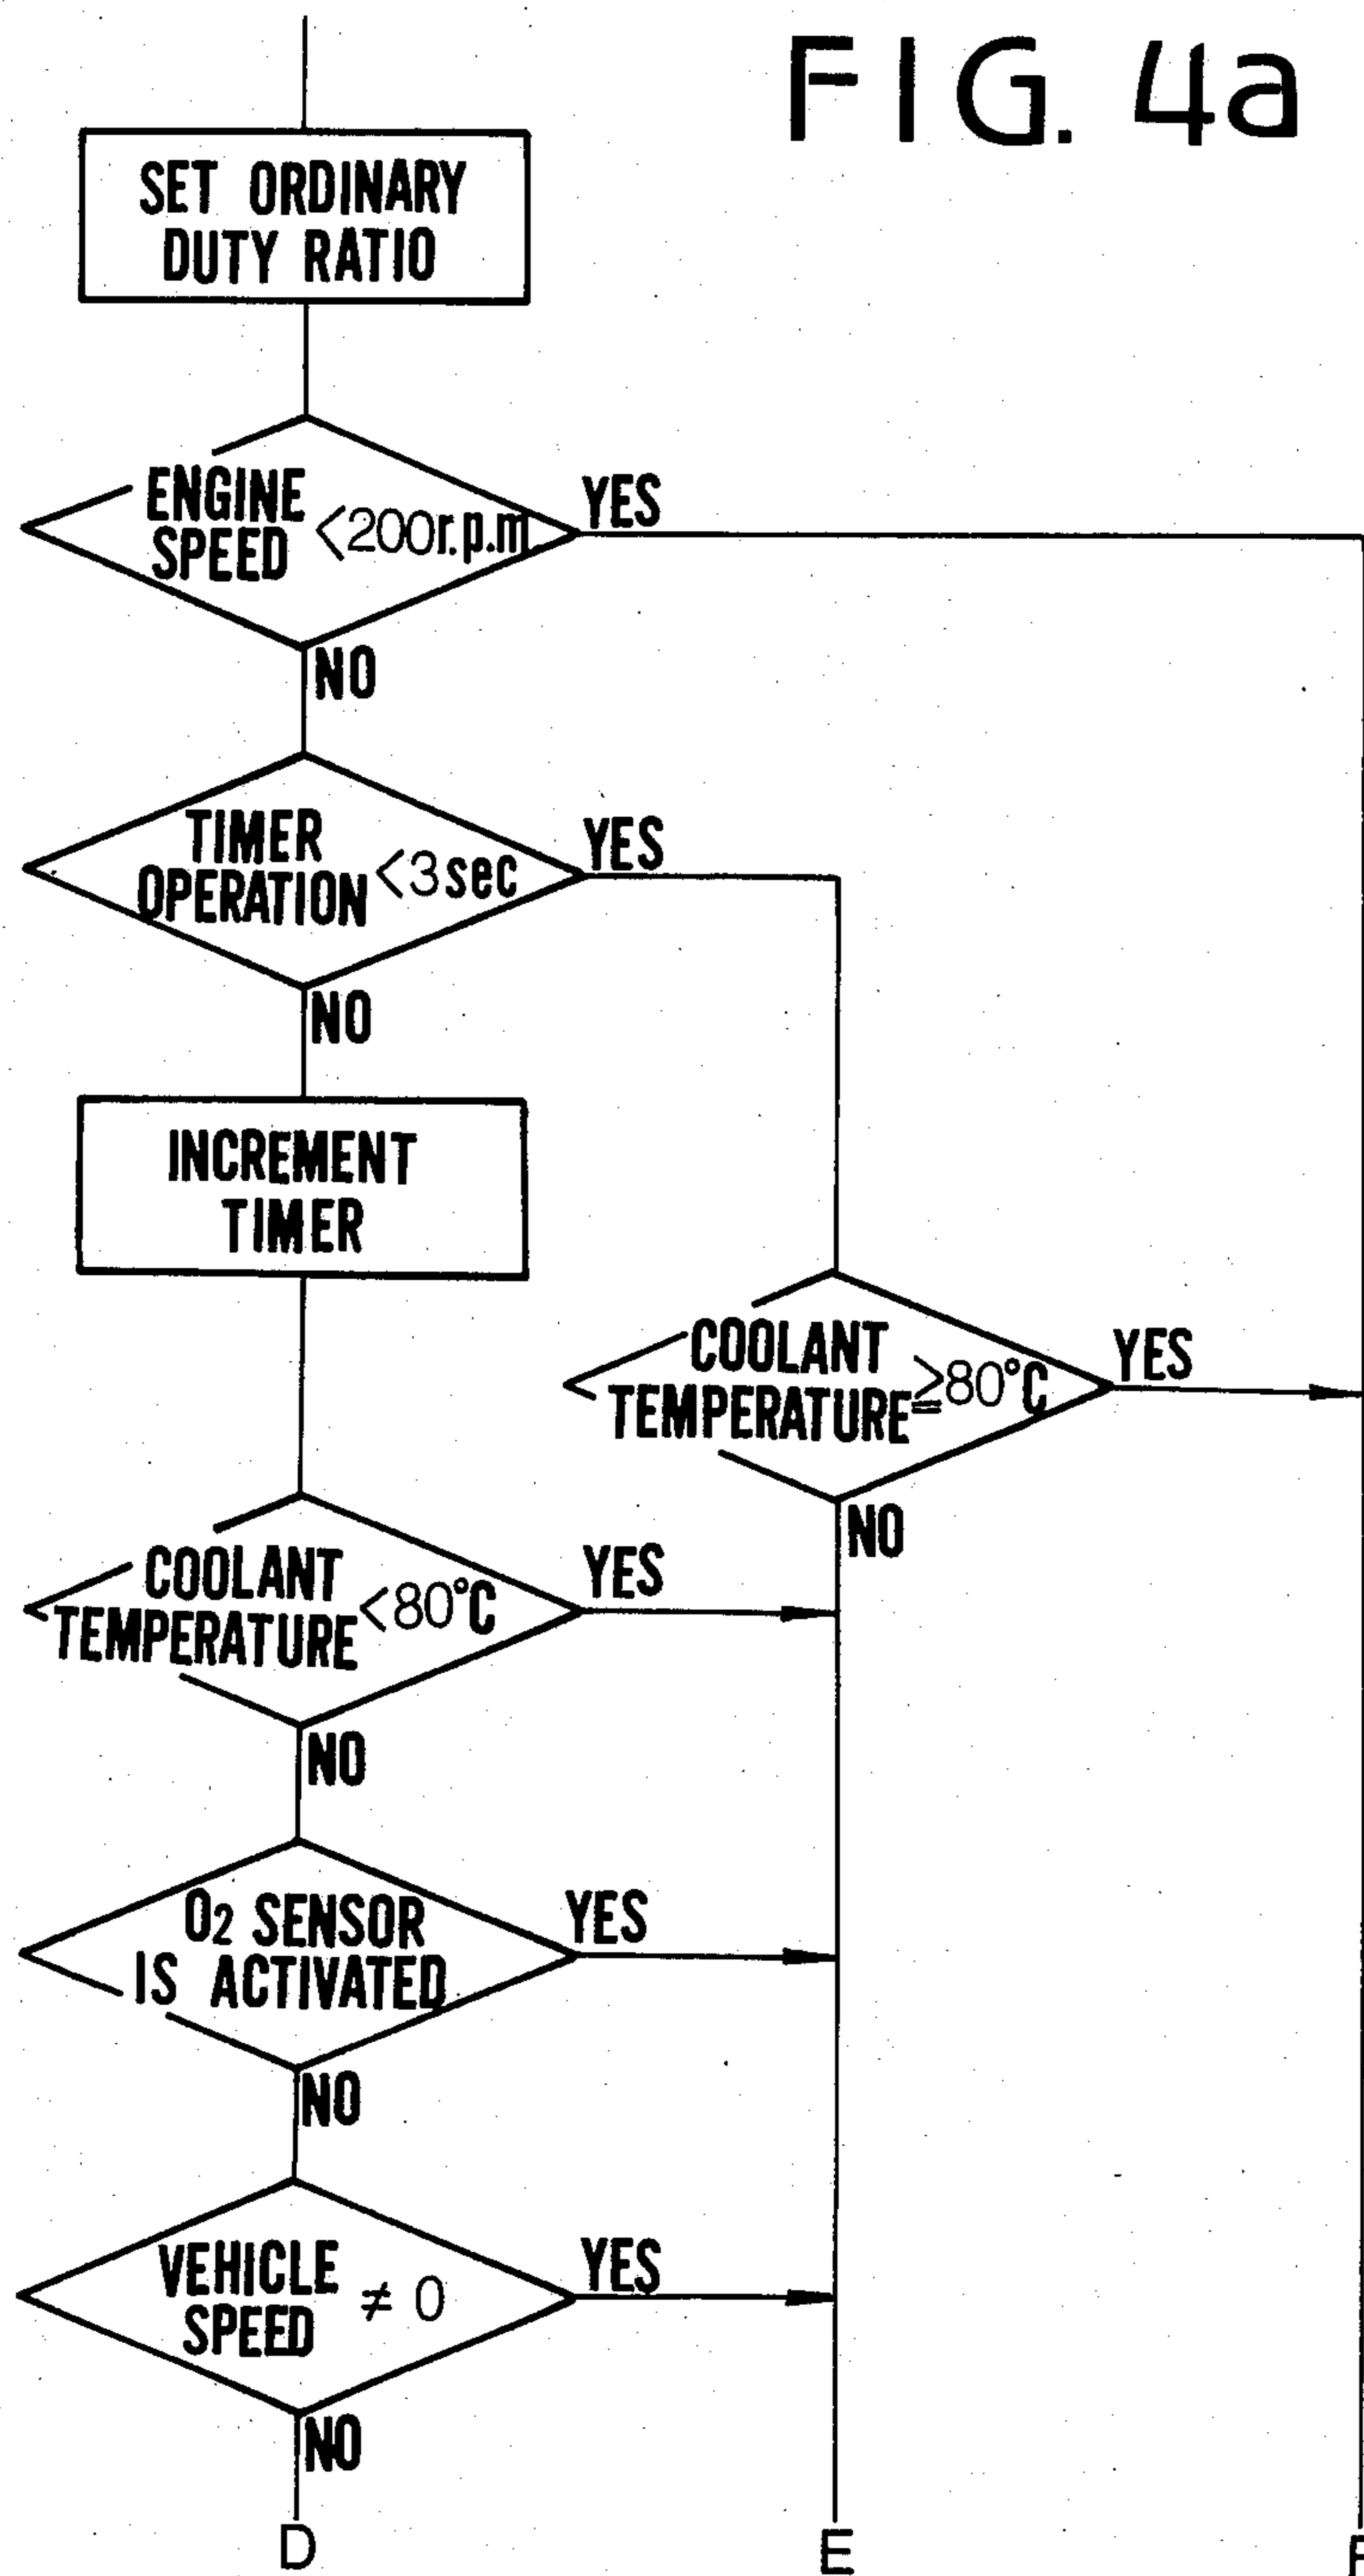 FIG. 4a
SET ORDINARY
DUTY RATIO
ENGINE
SPEED <200r.p.m
YES
NO
TIMER
OPERATION <3sec
YES
NO
INCREMENT
TIMER
COOLANT
TEMPERATURE ≧80°C
YES
NO
COOLANT
TEMPERATURE <80°C
YES
NO
O2 SENSOR
IS ACTIVATED
YES
NO
VEHICLE
SPEED ≠ 0
YES
NO
D
E